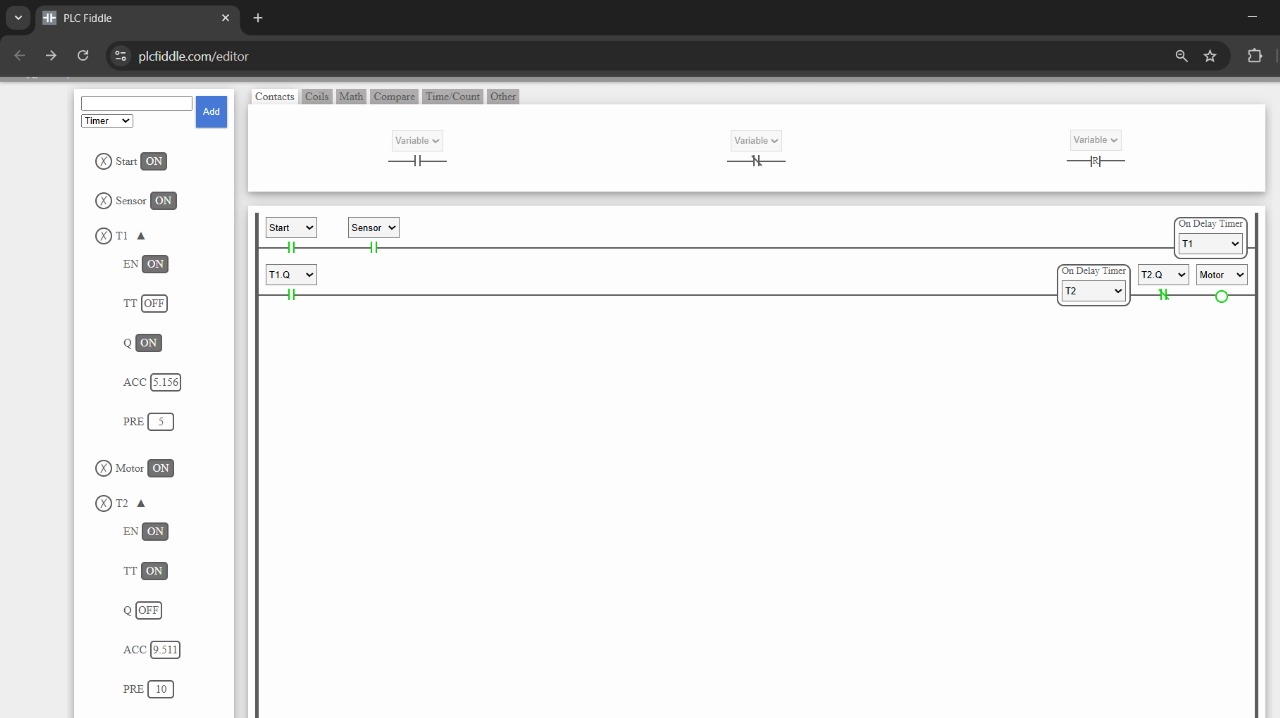 PLC Fiddle
plcfiddle.com/editor
Add
Timer
X Start ON
X Sensor ON
X T1 ▲
EN ON
TT OFF
Q ON
ACC 5.156
PRE 5
X Motor ON
X T2 ▲
EN ON
TT ON
Q OFF
ACC 9.511
PRE 10
Contacts Coils Math Compare Time/Count Other
Variable Variable Variable
R
Start Sensor On Delay Timer
T1
T1.Q On Delay Timer T2.Q Motor
T2